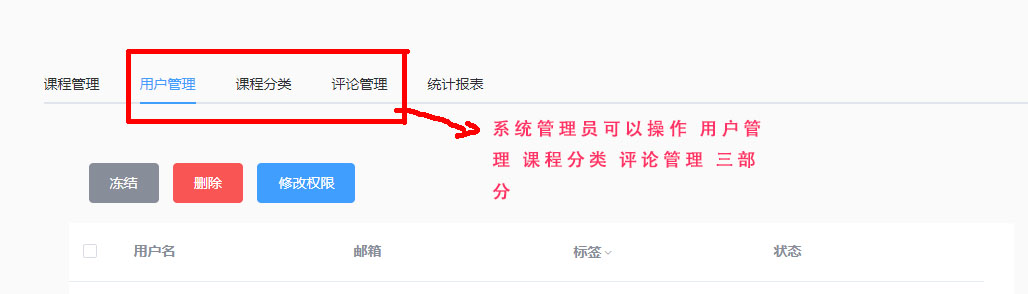 课程管理 用户管理 课程分类 评论管理 统计报表
系统管理员可以操作 用户管
理 课程分类 评论管理 三部
分
冻结 删除 修改权限
用户名 邮箱 标签 状态